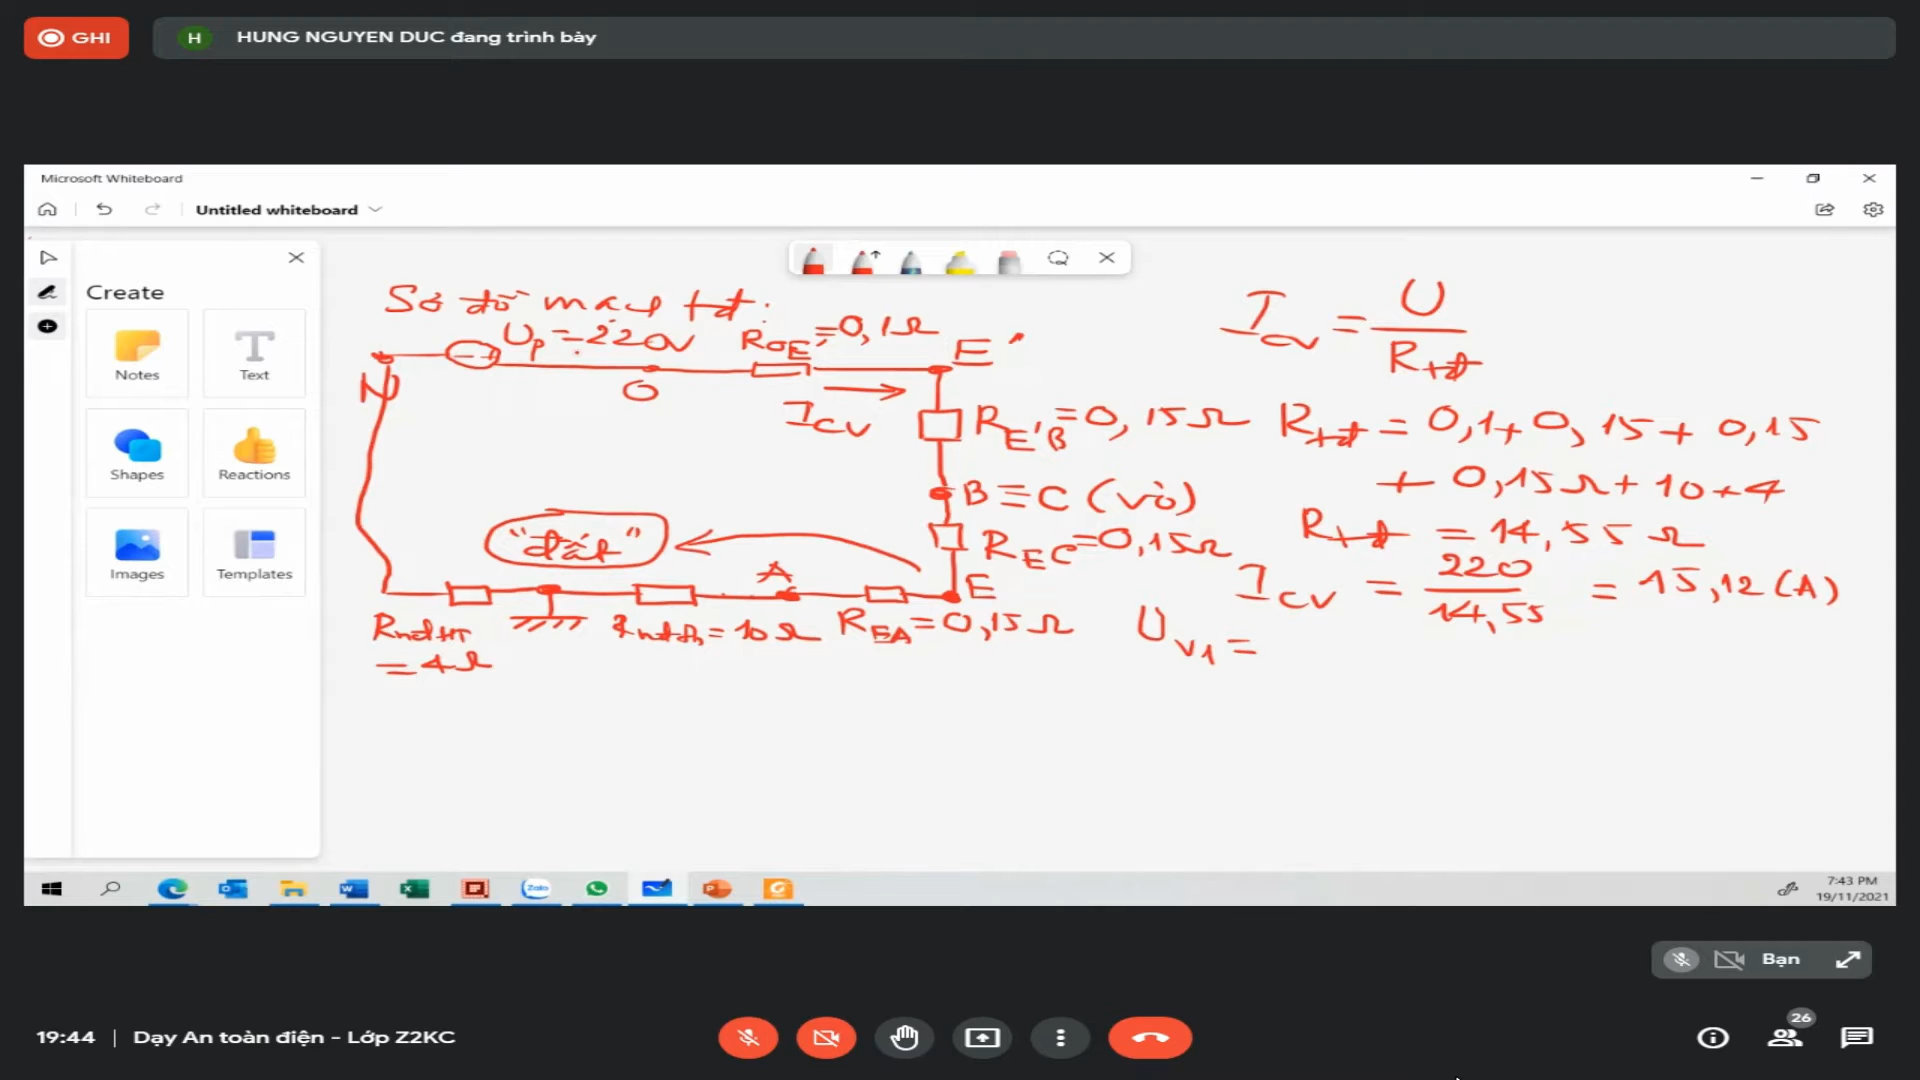 GHI
H HUNG NGUYEN DUC đang trình bày
Microsoft Whiteboard
Untitled whiteboard
Create
Notes
Text
Shapes
Reactions
Images
Templates
Sơ đồ mạch tđ:
Up = 220V
ROE' = 0,1Ω
E'
N
O
ICV
RE'B = 0,15Ω
B ≡ C (vỏ)
"đất"
REC = 0,15Ω
A
E
RnđHT
= 4Ω
= 10Ω
REA = 0,15Ω
Icv = U / Rtđ
Rtđ = 0,1 + 0,15 + 0,15
+ 0,15Ω + 10 + 4
Rtđ = 14,55 Ω
ICV = 220 / 14,55 = 15,12 (A)
UV1 =
Zalo
7:43 PM
19/11/2021
Bạn
19:44 | Dạy An toàn điện - Lớp Z2KC
26